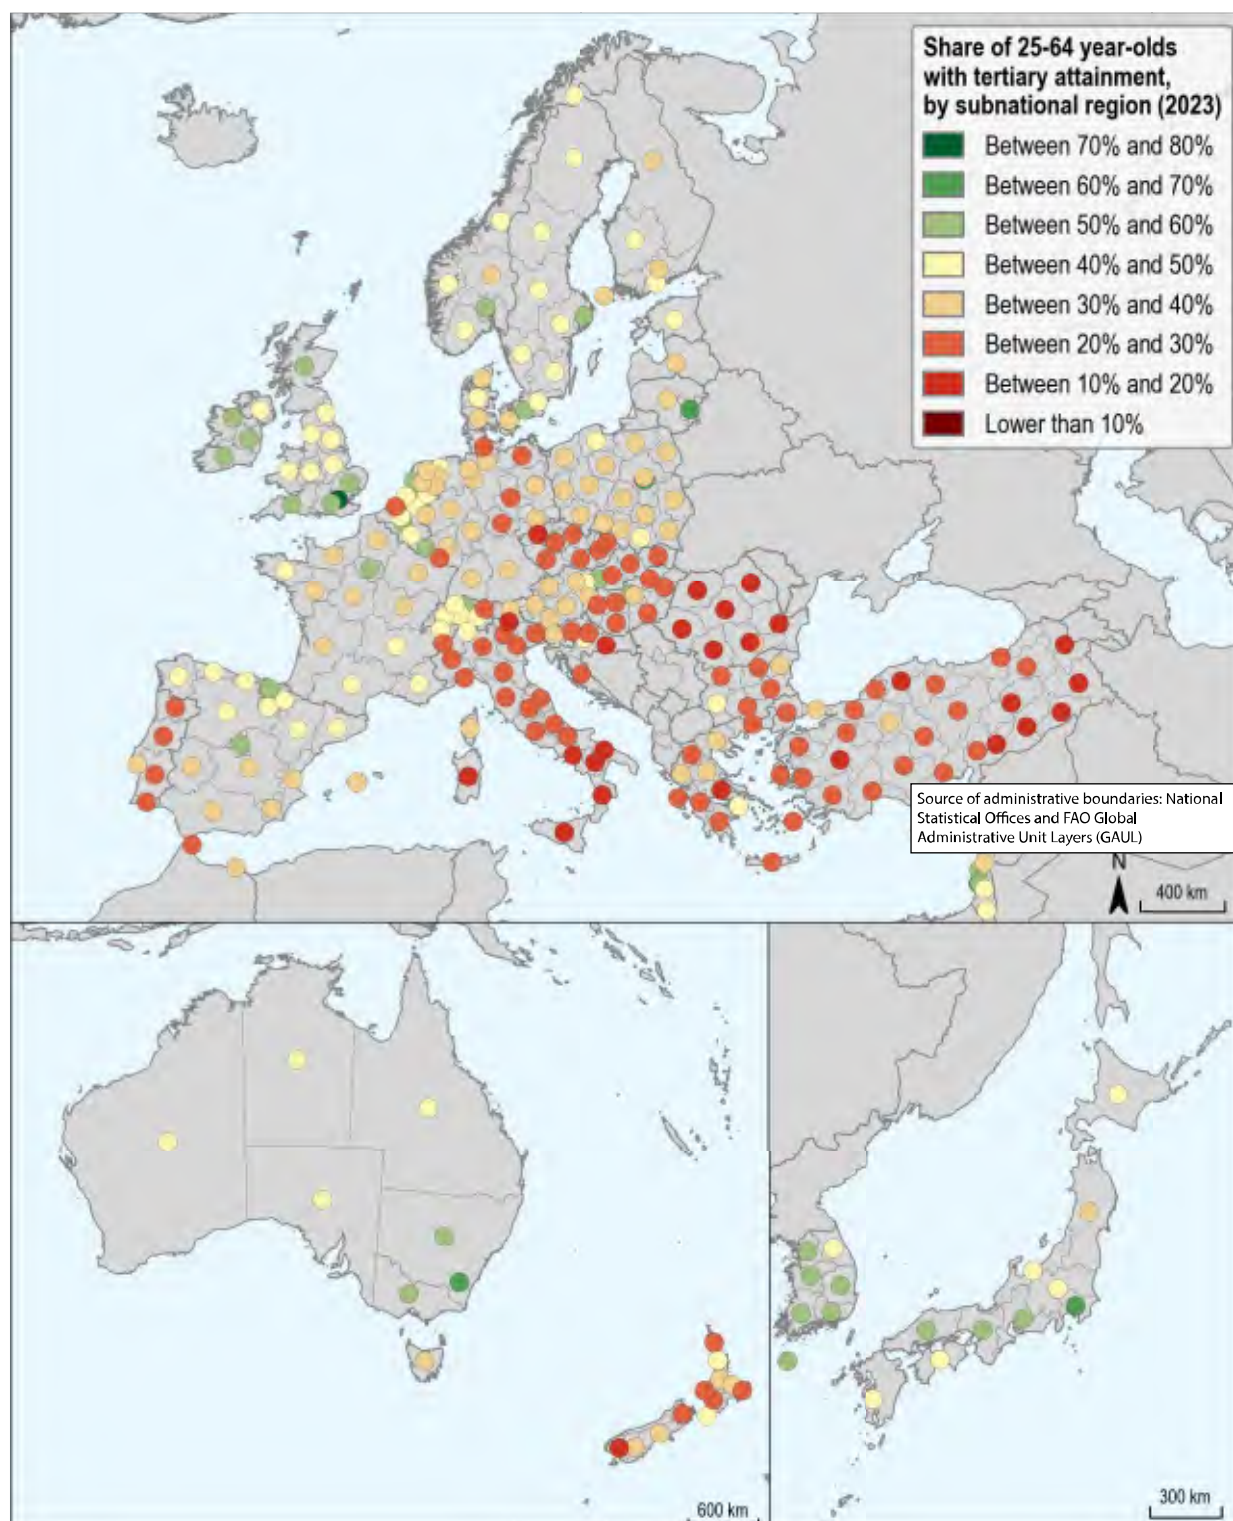 Share of 25-64 year-olds
with tertiary attainment,
by subnational region (2023)
Between 70% and 80%
Between 60% and 70%
Between 50% and 60%
Between 40% and 50%
Between 30% and 40%
Between 20% and 30%
Between 10% and 20%
Lower than 10%
Source of administrative boundaries: National
Statistical Offices and FAO Global
Administrative Unit Layers (GAUL)
N
400 km
600 km
300 km